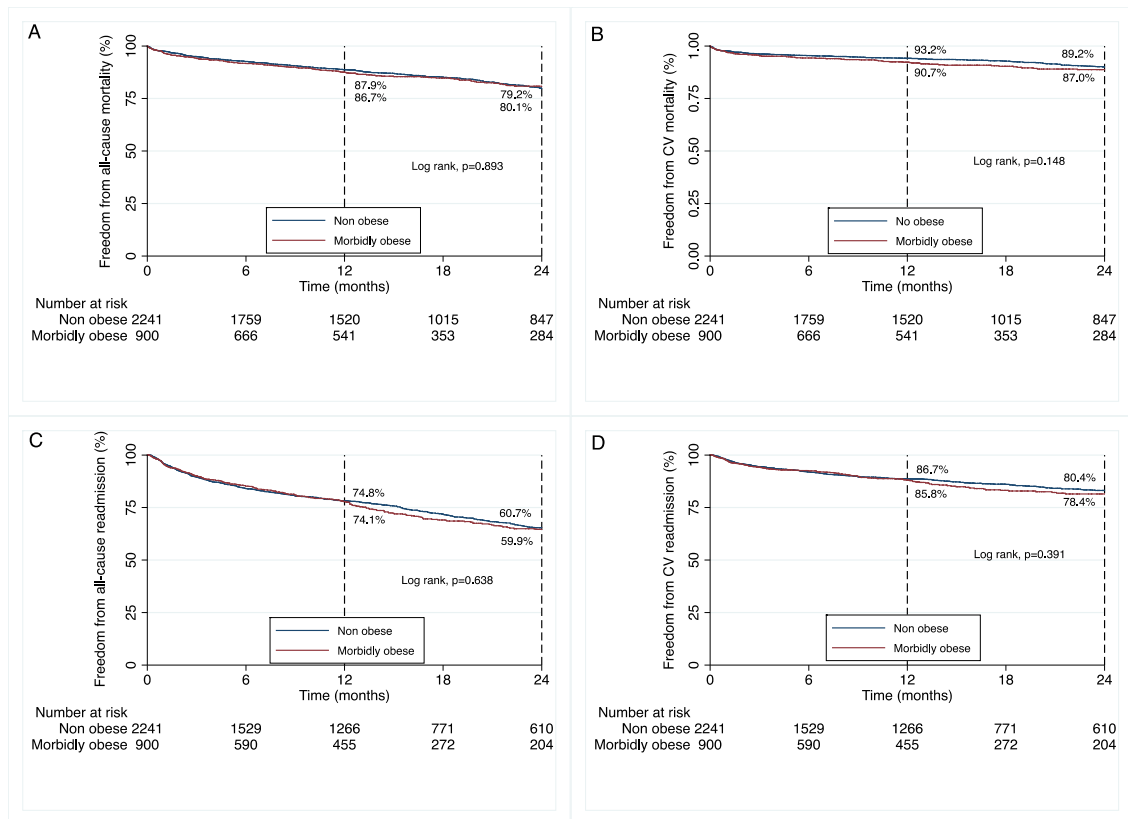 A
Freedom from all-cause mortality (%)
100
75
50
25
0
87.9%
86.7%
79.2%
80.1%
Log rank, p=0.893
Non obese
Morbidly obese
0 6 12 18 24
Time (months)
Number at risk
Non obese 2241 1759 1520 1015 847
Morbidly obese 900 666 541 353 284
B
Freedom from CV mortality (%)
1.00
0.75
0.50
0.25
0.00
93.2%
90.7%
89.2%
87.0%
Log rank, p=0.148
No obese
Morbidly obese
0 6 12 18 24
Time (months)
Number at risk
Non obese 2241 1759 1520 1015 847
Morbidly obese 900 666 541 353 284
C
Freedom from all-cause readmission (%)
100
75
50
25
0
74.8%
74.1%
60.7%
59.9%
Log rank, p=0.638
Non obese
Morbidly obese
0 6 12 18 24
Time (months)
Number at risk
Non obese 2241 1529 1266 771 610
Morbidly obese 900 590 455 272 204
D
Freedom from CV readmission (%)
100
75
50
25
0
86.7%
85.8%
80.4%
78.4%
Log rank, p=0.391
Non obese
Morbidly obese
0 6 12 18 24
Time (months)
Number at risk
Non obese 2241 1529 1266 771 610
Morbidly obese 900 590 455 272 204